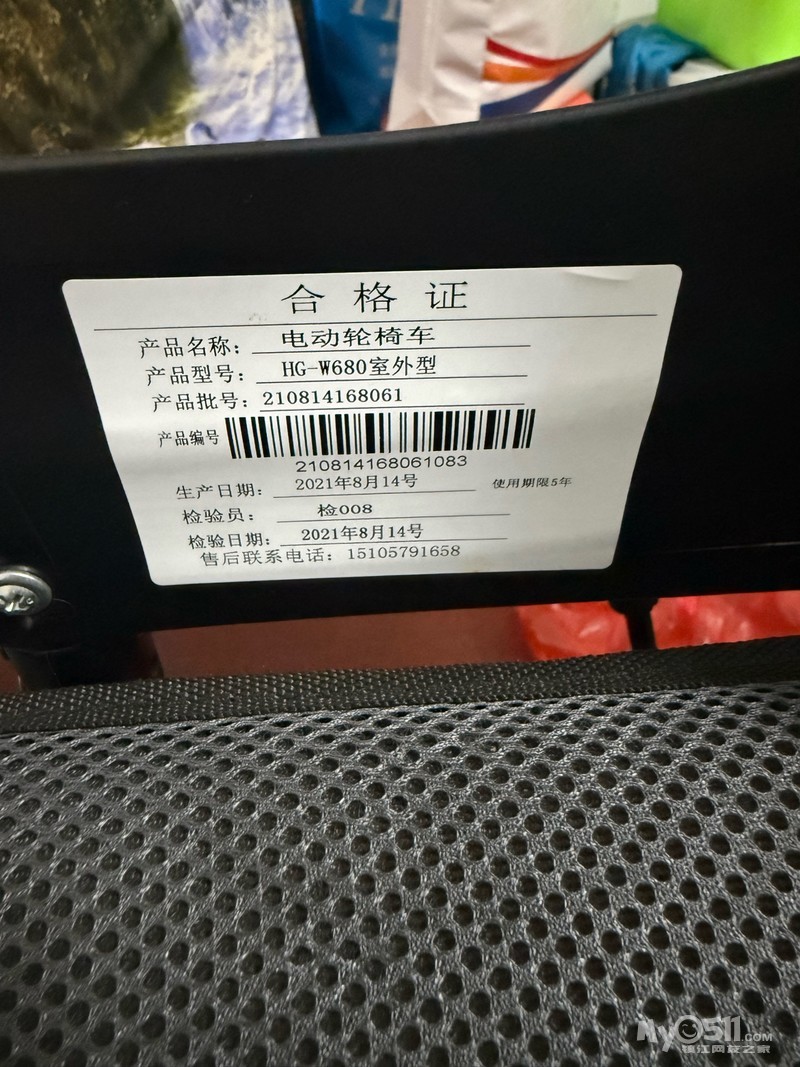 合格证
产品名称：电动轮椅车
产品型号：HG-W680室外型
产品批号：210814168061
产品编号
210814168061083
生产日期：2021年8月14号 使用期限5年
检验员：检008
检验日期：2021年8月14号
售后联系电话：15105791658
My0511.COM
镇江网友之家